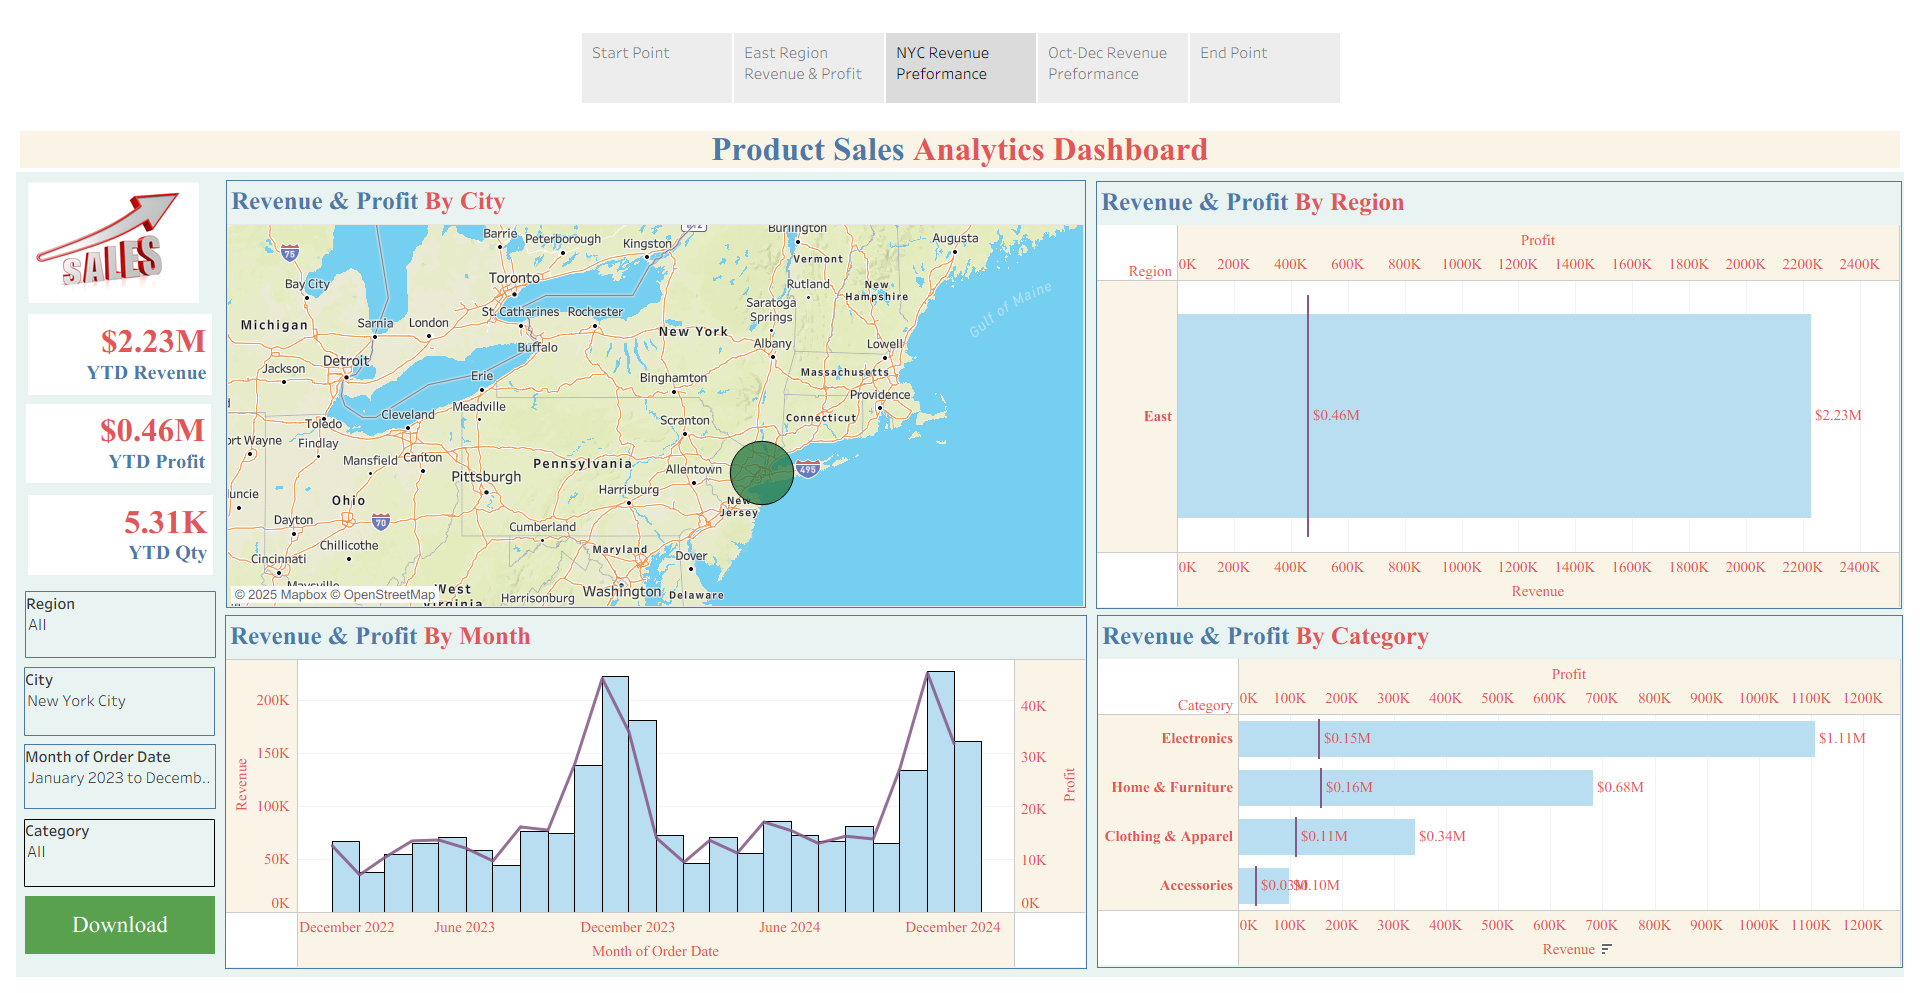 Start Point
East Region
Revenue & Profit
NYC Revenue
Preformance
Oct-Dec Revenue
Preformance
End Point
Product Sales Analytics Dashboard
SALES
$2.23M
YTD Revenue
$0.46M
YTD Profit
5.31K
YTD Qty
Region
All
City
New York City
Month of Order Date
January 2023 to Decemb..
Category
All
Download
Revenue & Profit By City
Barrie
Peterborough
Kingston
Burlington
Augusta
75
Vermont
Toronto
Bay City
Rutland
New
Hampshire
Saratoga
Springs
Gulf of Maine
Michigan
Sarnia
London
St. Catharines
Rochester
New York
Buffalo
Albany
Lowell
Detroit
Jackson
Erie
Binghamton
Massachusetts
Providence
Meadville
Cleveland
Connecticut
Toledo
Scranton
ort Wayne
Findlay
Mansfield
Canton
Pennsylvania
Allentown
495
Pittsburgh
Harrisburg
New
Jersey
Muncie
Ohio
Dayton
70
Cumberland
Chillicothe
Maryland
Dover
Cincinnati
Maysville
West
Virginia
Harrisonburg
Washington
Delaware
© 2025 Mapbox © OpenStreetMap
Revenue & Profit By Region
Profit
Region
0K 200K 400K 600K 800K 1000K 1200K 1400K 1600K 1800K 2000K 2200K 2400K
East
$0.46M
$2.23M
0K 200K 400K 600K 800K 1000K 1200K 1400K 1600K 1800K 2000K 2200K 2400K
Revenue
Revenue & Profit By Month
Revenue
200K
150K
100K
50K
0K
40K
30K
20K
10K
0K
Profit
December 2022 June 2023 December 2023 June 2024 December 2024
Month of Order Date
Revenue & Profit By Category
Profit
Category
0K 100K 200K 300K 400K 500K 600K 700K 800K 900K 1000K 1100K 1200K
Electronics $0.15M $1.11M
Home & Furniture $0.16M $0.68M
Clothing & Apparel $0.11M $0.34M
Accessories $0.03M $0.10M
0K 100K 200K 300K 400K 500K 600K 700K 800K 900K 1000K 1100K 1200K
Revenue